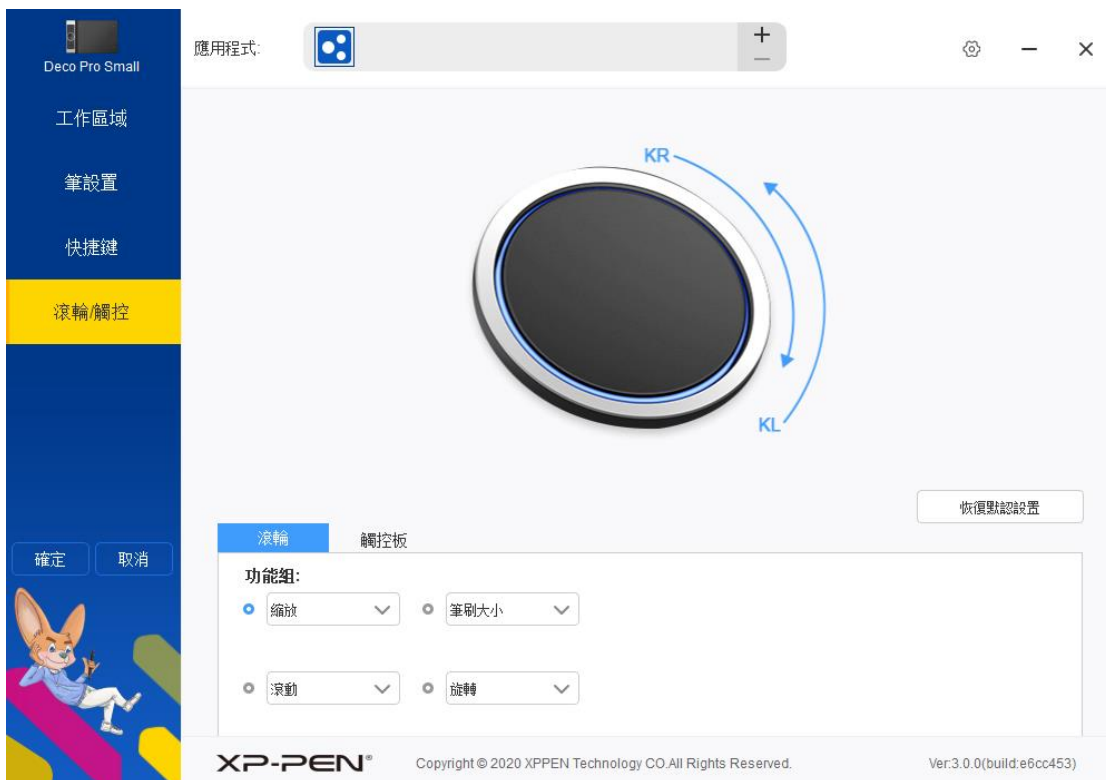 Deco Pro Small
應用程式:
+
工作區域
筆設置
快捷鍵
滾輪/觸控
確定 取消
KR
KL
恢復默認設置
滾輪 觸控板
功能組:
縮放 筆刷大小
滾動 旋轉
XP-PEN® Copyright © 2020 XPPEN Technology CO.All Rights Reserved. Ver:3.0.0(build:e6cc453)